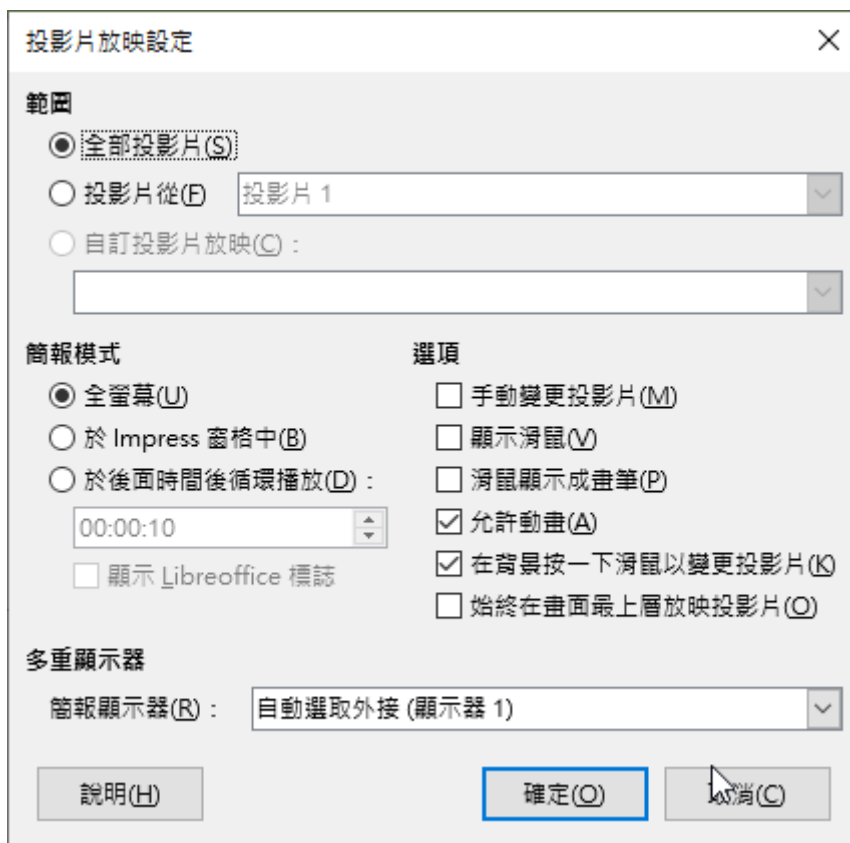 投影片放映設定
範圍
全部投影片(S)
投影片從(F) 投影片 1
自訂投影片放映(C)：
簡報模式
全螢幕(U)
於 Impress 窗格中(B)
於後面時間後循環播放(D)：
00:00:10
顯示 Libreoffice 標誌
選項
手動變更投影片(M)
顯示滑鼠(V)
滑鼠顯示成畫筆(P)
允許動畫(A)
在背景按一下滑鼠以變更投影片(K)
始終在畫面最上層放映投影片(O)
多重顯示器
簡報顯示器(R)： 自動選取外接 (顯示器 1)
說明(H) 確定(O) 取消(C)